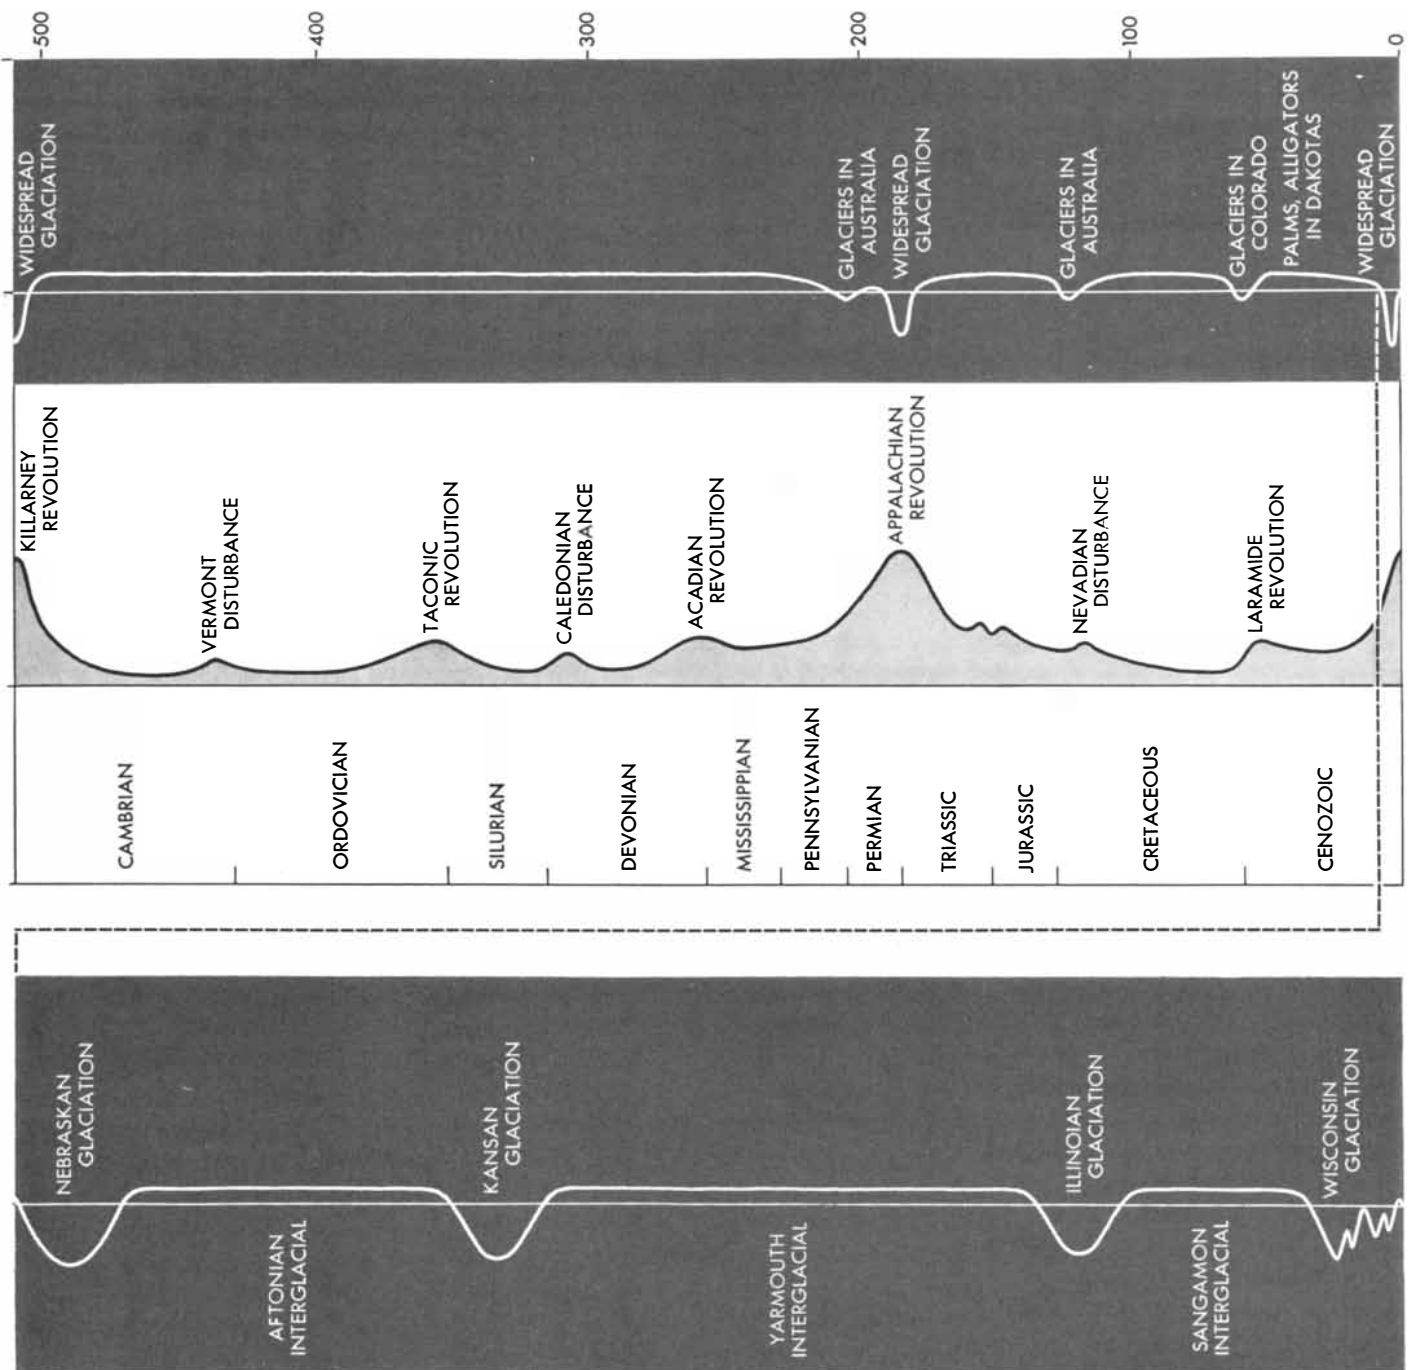 500
400
300
200
100
0
WIDESPREAD
GLACIATION
GLACIERS IN
AUSTRALIA
WIDESPREAD
GLACIATION
GLACIERS IN
AUSTRALIA
GLACIERS IN
COLORADO
PALMS, ALLIGATORS
IN DAKOTAS
WIDESPREAD
GLACIATION
KILLARNEY
REVOLUTION
VERMONT
DISTURBANCE
TACONIC
REVOLUTION
CALEDONIAN
DISTURBANCE
ACADIAN
REVOLUTION
APPALACHIAN
REVOLUTION
NEVADIAN
DISTURBANCE
LARAMIDE
REVOLUTION
CAMBRIAN
ORDOVICIAN
SILURIAN
DEVONIAN
MISSISSIPPIAN
PENNSYLVANIAN
PERMIAN
TRIASSIC
JURASSIC
CRETACEOUS
CENOZOIC
NEBRASKAN
GLACIATION
KANSAN
GLACIATION
ILLINOIAN
GLACIATION
WISCONSIN
GLACIATION
AFTONIAN
INTERGLACIAL
YARMOUTH
INTERGLACIAL
SANGAMON
INTERGLACIAL